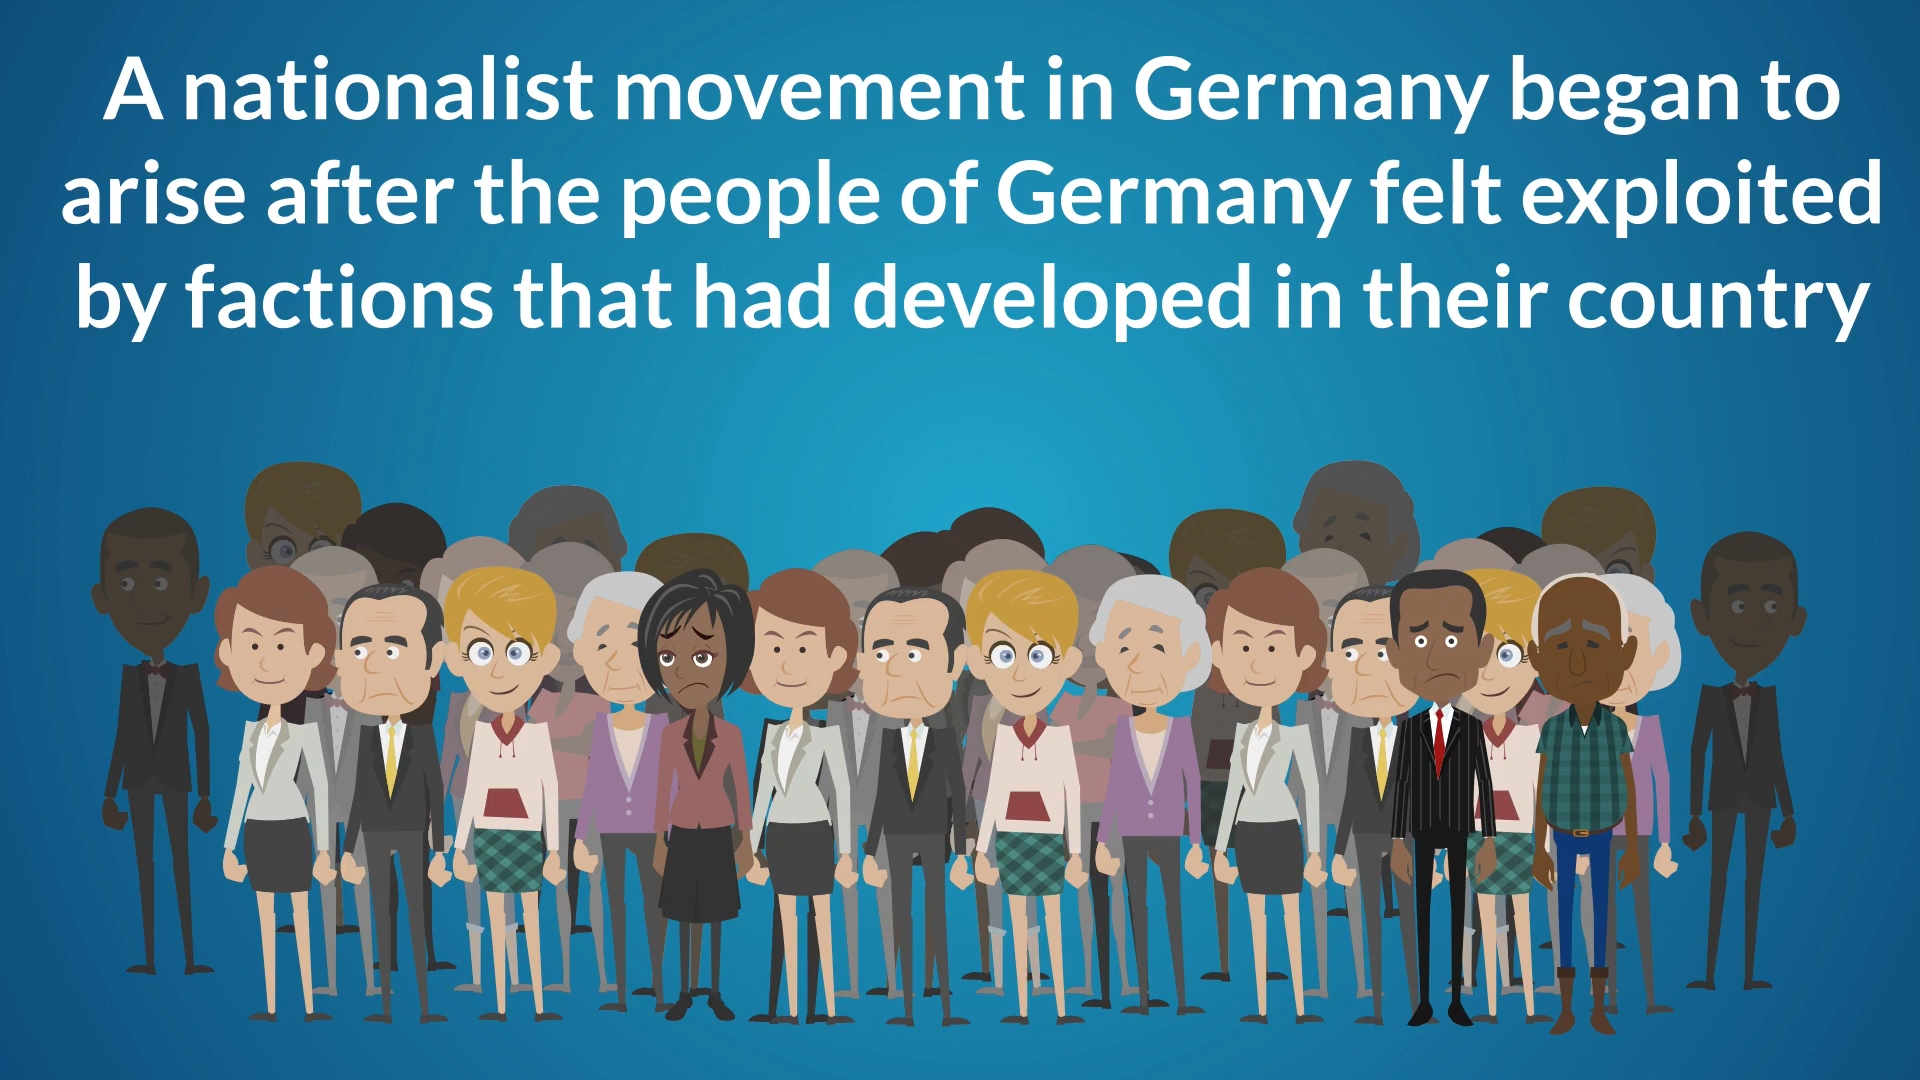 A nationalist movement in Germany began to
arise after the people of Germany felt exploited
by factions that had developed in their country